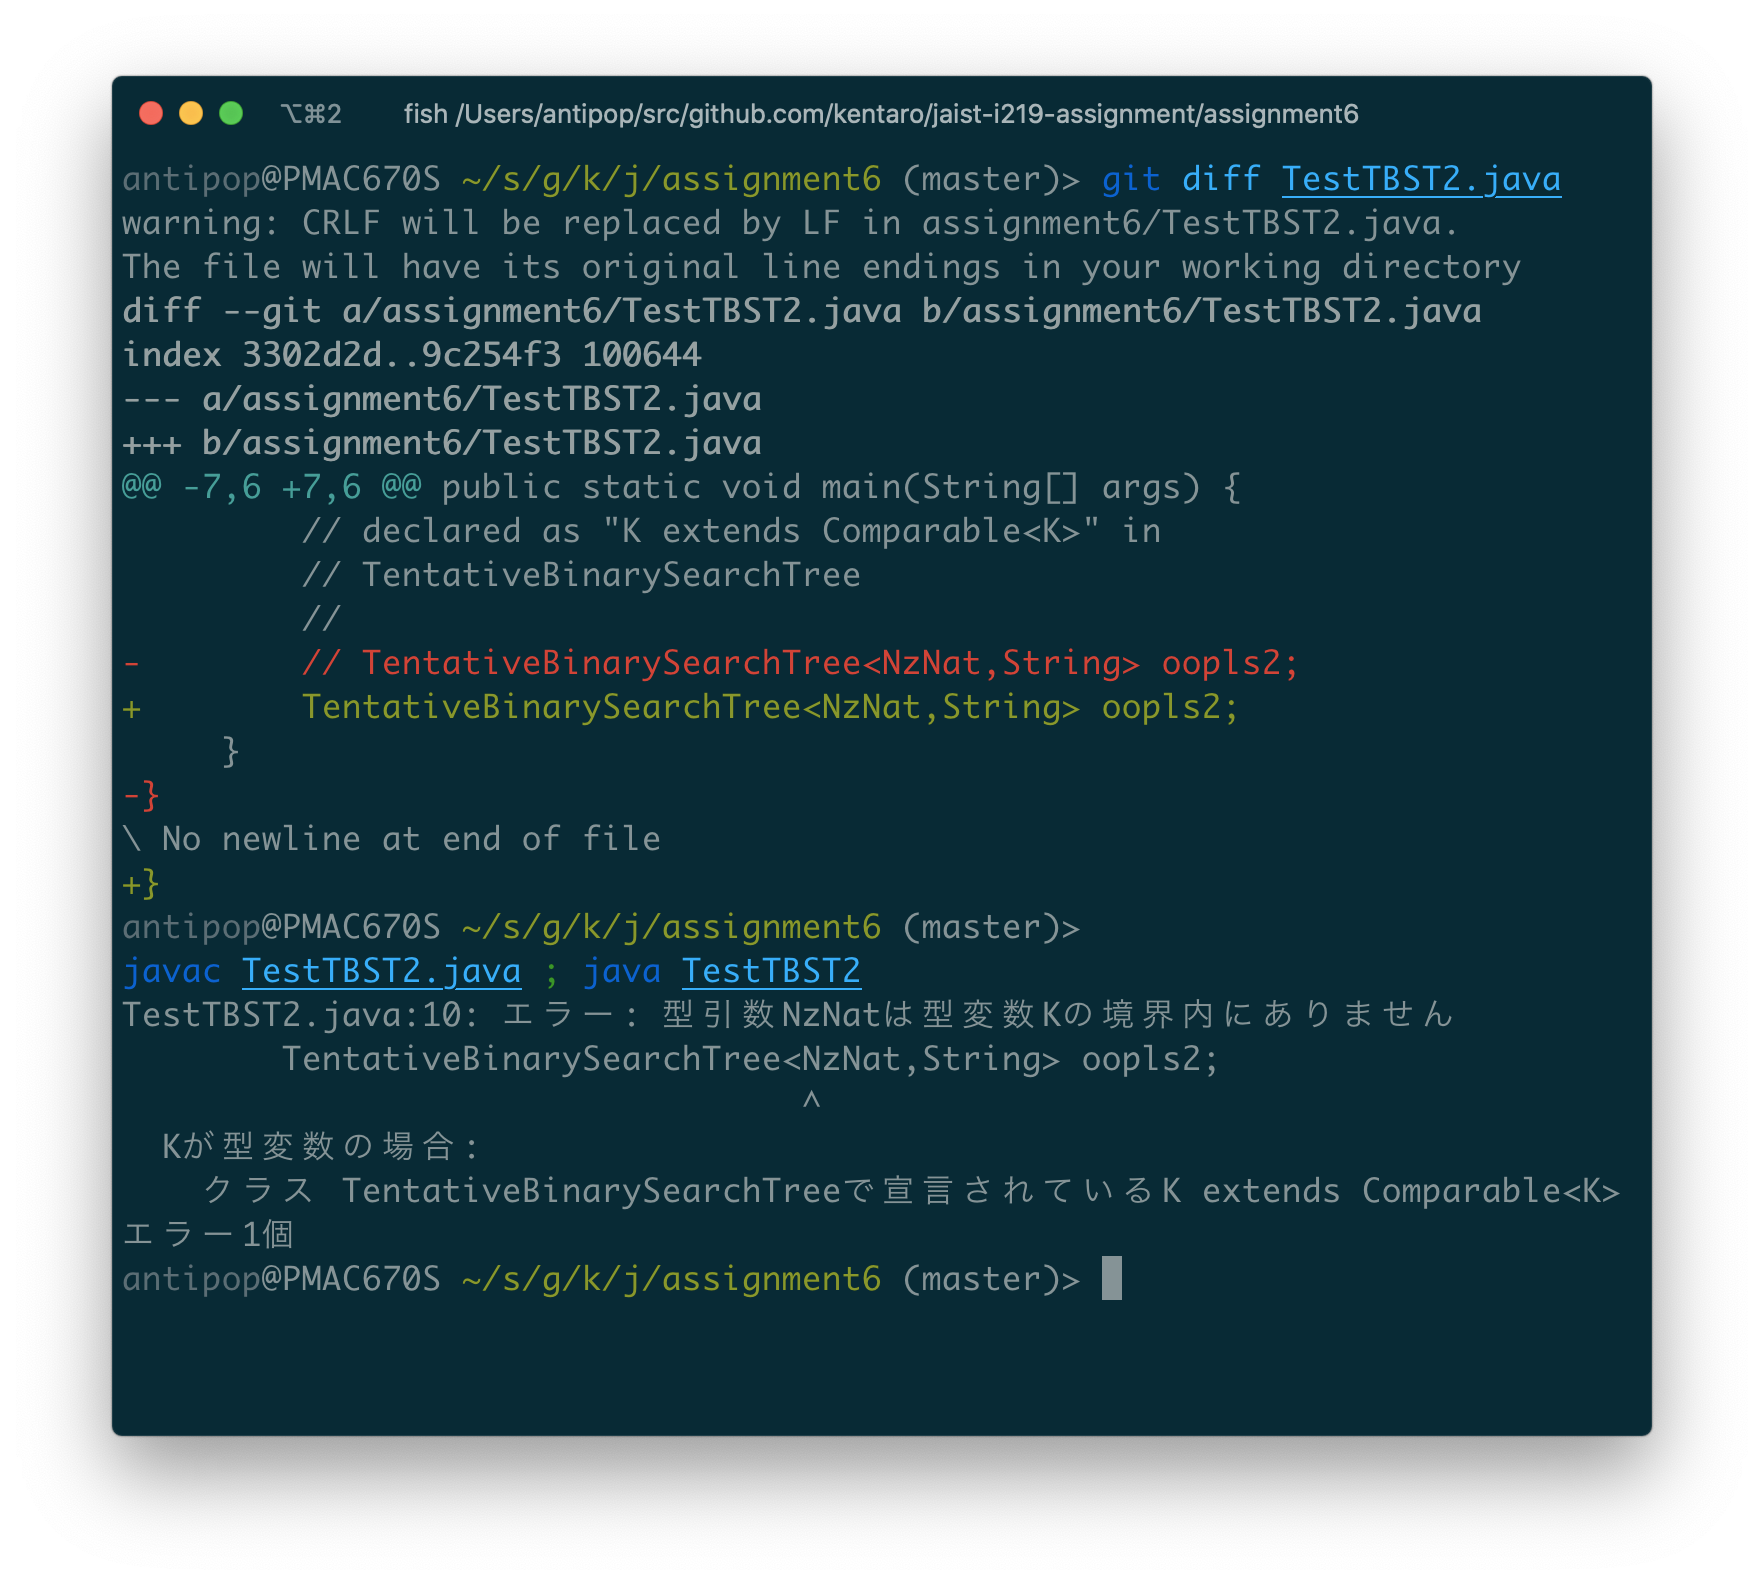 ⌥⌘2 fish /Users/antipop/src/github.com/kentaro/jaist-i219-assignment/assignment6
antipop@PMAC670S ~/s/g/k/j/assignment6 (master)> git diff TestTBST2.java
warning: CRLF will be replaced by LF in assignment6/TestTBST2.java.
The file will have its original line endings in your working directory
diff --git a/assignment6/TestTBST2.java b/assignment6/TestTBST2.java
index 3302d2d..9c254f3 100644
--- a/assignment6/TestTBST2.java
+++ b/assignment6/TestTBST2.java
@@ -7,6 +7,6 @@ public static void main(String[] args) {
         // declared as "K extends Comparable<K>" in
         // TentativeBinarySearchTree
         //
-        // TentativeBinarySearchTree<NzNat,String> oopls2;
+        TentativeBinarySearchTree<NzNat,String> oopls2;
     }
-}
\ No newline at end of file
+}
antipop@PMAC670S ~/s/g/k/j/assignment6 (master)>
javac TestTBST2.java ; java TestTBST2
TestTBST2.java:10: エラー: 型引数NzNatは型変数Kの境界内にありません
        TentativeBinarySearchTree<NzNat,String> oopls2;
                                  ^
  Kが型変数の場合:
    クラス TentativeBinarySearchTreeで宣言されているK extends Comparable<K>
エラー1個
antipop@PMAC670S ~/s/g/k/j/assignment6 (master)>